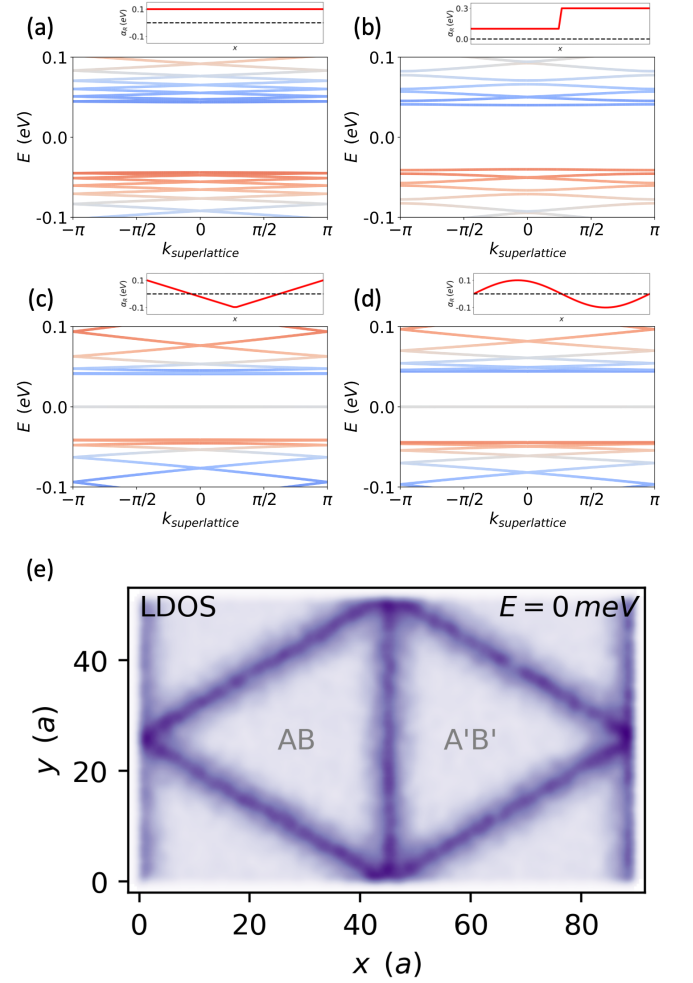 (a)
α_R (eV)
0.1
-0.1
x
0.1
0.0
-0.1
E (eV)
−π
−π/2
0
π/2
π
k_superlattice
(b)
α_R (eV)
0.3
0.0
x
0.1
0.0
-0.1
E (eV)
−π
−π/2
0
π/2
π
k_superlattice
(c)
α_R (eV)
0.1
-0.1
x
0.1
0.0
-0.1
E (eV)
−π
−π/2
0
π/2
π
k_superlattice
(d)
α_R (eV)
0.1
-0.1
x
0.1
0.0
-0.1
E (eV)
−π
−π/2
0
π/2
π
k_superlattice
(e)
LDOS
E = 0 meV
AB
A'B'
40
20
0
y (a)
0
20
40
60
80
x (a)